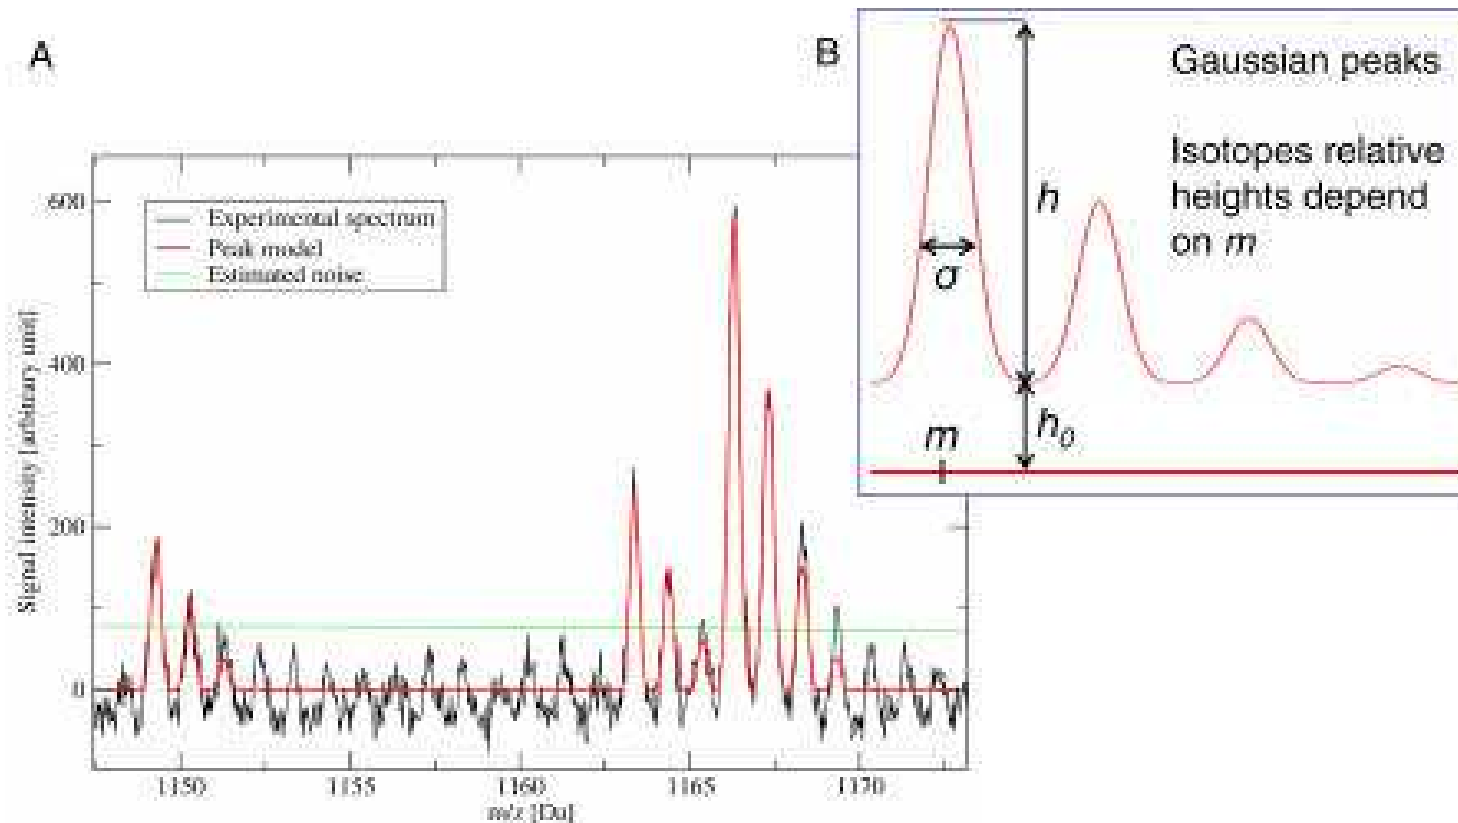 A
B
Gaussian peaks
Isotopes relative
heights depend
on m
h
σ
h0
m
Experimental spectrum
Peak model
Estimated noise
600
400
200
0
Signal intensity [arbitrary unit]
1150
1155
1160
1165
1170
m/z [Da]